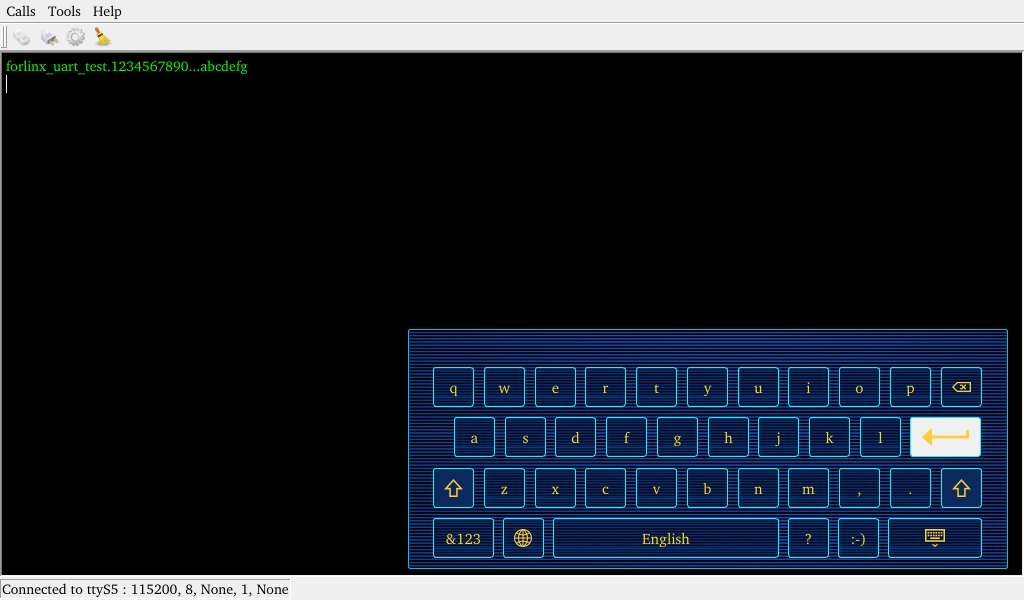 Calls Tools Help
forlinx_uart_test.1234567890...abcdefg
q w e r t y u i o p
a s d f g h j k l
z x c v b n m , .
&123 English ? :-)
Connected to ttyS5 : 115200, 8, None, 1, None